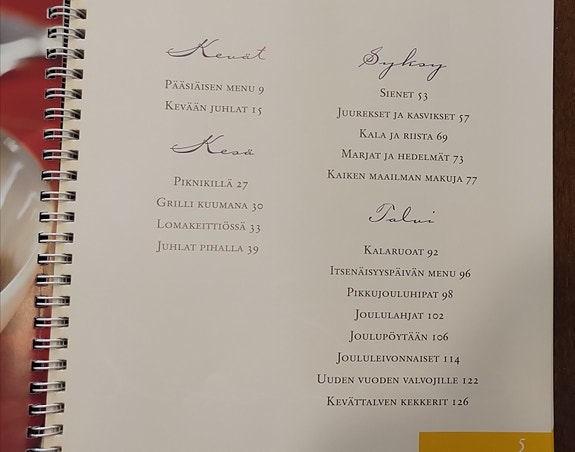 Kevät
Pääsiäisen menu 9
Kevään juhlat 15
Kesä
Piknikillä 27
Grilli kuumana 30
Lomakeittiössä 33
Juhlat pihalla 39
Syksy
Sienet 53
Juurekset ja kasvikset 57
Kala ja riista 69
Marjat ja hedelmät 73
Kaiken maailman makuja 77
Talvi
Kalaruoat 92
Itsenäisyyspäivän menu 96
Pikkujouluhipat 98
Joululahjat 102
Joulupöytään 106
Joululeivonnaiset 114
Uuden vuoden valvojille 122
Kevättalven kekkerit 126
5